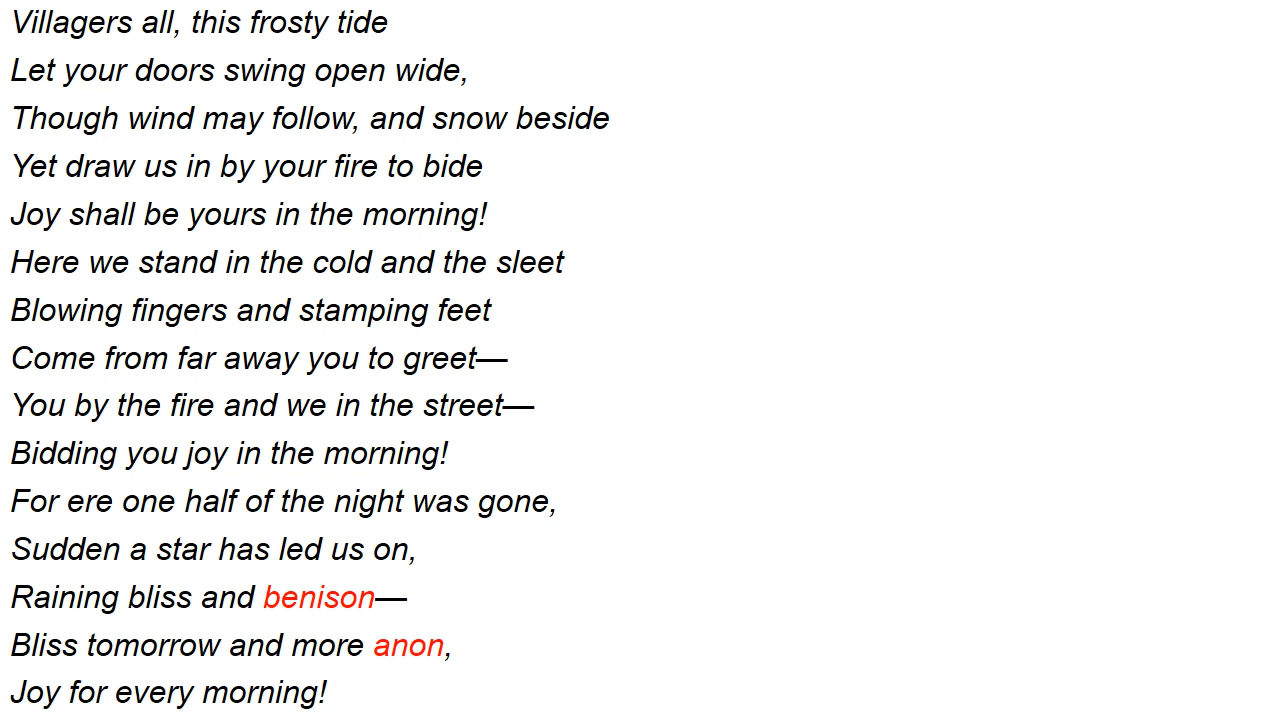 Villagers all, this frosty tide
Let your doors swing open wide,
Though wind may follow, and snow beside
Yet draw us in by your fire to bide
Joy shall be yours in the morning!
Here we stand in the cold and the sleet
Blowing fingers and stamping feet
Come from far away you to greet—
You by the fire and we in the street—
Bidding you joy in the morning!
For ere one half of the night was gone,
Sudden a star has led us on,
Raining bliss and benison—
Bliss tomorrow and more anon,
Joy for every morning!